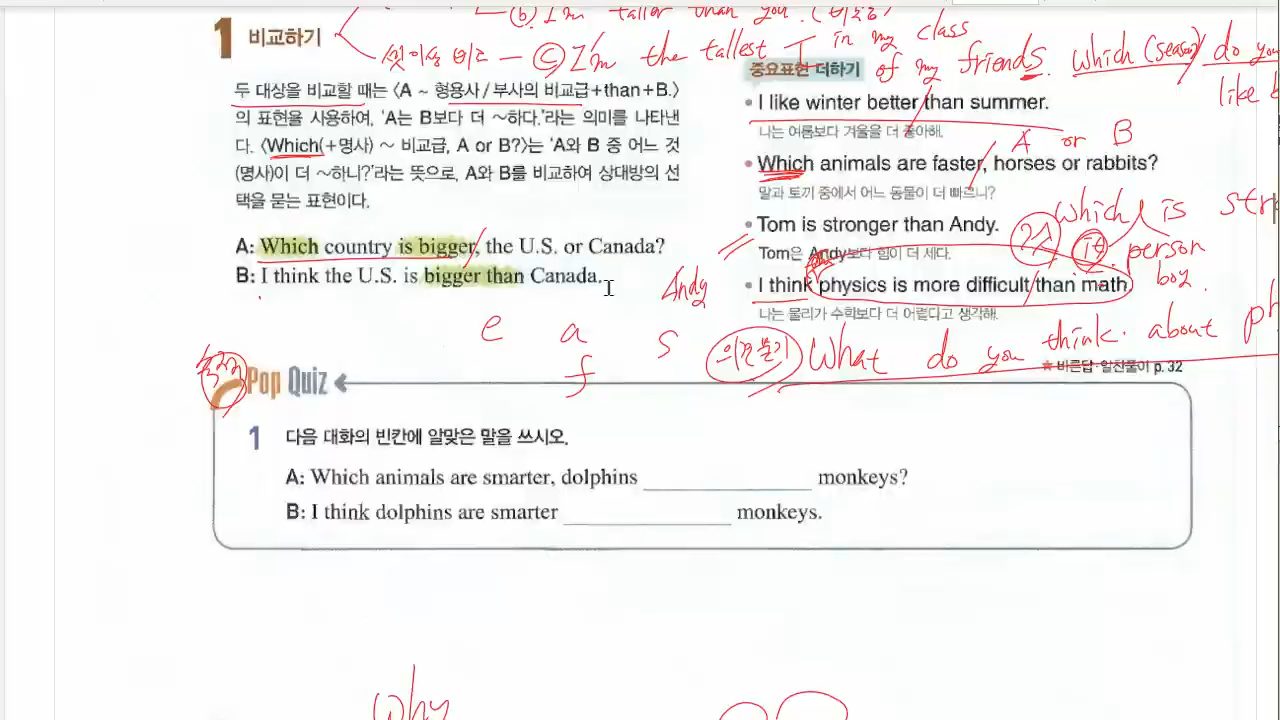 (b) I'm taller than you.
1 비교하기
셋이상 비교 - (c) I'm the tallest in my class
of my friends. which (season) do you
like
두 대상을 비교할 때는 〈A ~ 형용사 / 부사의 비교급+than+B.〉
의 표현을 사용하여, 'A는 B보다 더 ~하다.'라는 의미를 나타낸
다. 〈Which(+명사) ~ 비교급, A or B?〉는 'A와 B 중 어느 것
(명사)이 더 ~하니?'라는 뜻으로, A와 B를 비교하여 상대방의 선
택을 묻는 표현이다.
A: Which country is bigger, the U.S. or Canada?
B: I think the U.S. is bigger than Canada.
중요표현 더하기
• I like winter better than summer.
나는 여름보다 겨울을 더 좋아해.
A or B
• Which animals are faster, horses or rabbits?
말과 토끼 중에서 어느 동물이 더 빠르니?
which is
• Tom is stronger than Andy.
Tom은 Andy보다 힘이 더 세다.
it person
boy.
Andy
• I think physics is more difficult than math.
나는 물리가 수학보다 더 어렵다고 생각해.
e a s
f
의견묻기 What do you think about
★ 바른답·알찬풀이 p. 32
Pop Quiz
1 다음 대화의 빈칸에 알맞은 말을 쓰시오.
A: Which animals are smarter, dolphins ____________ monkeys?
B: I think dolphins are smarter ____________ monkeys.
why